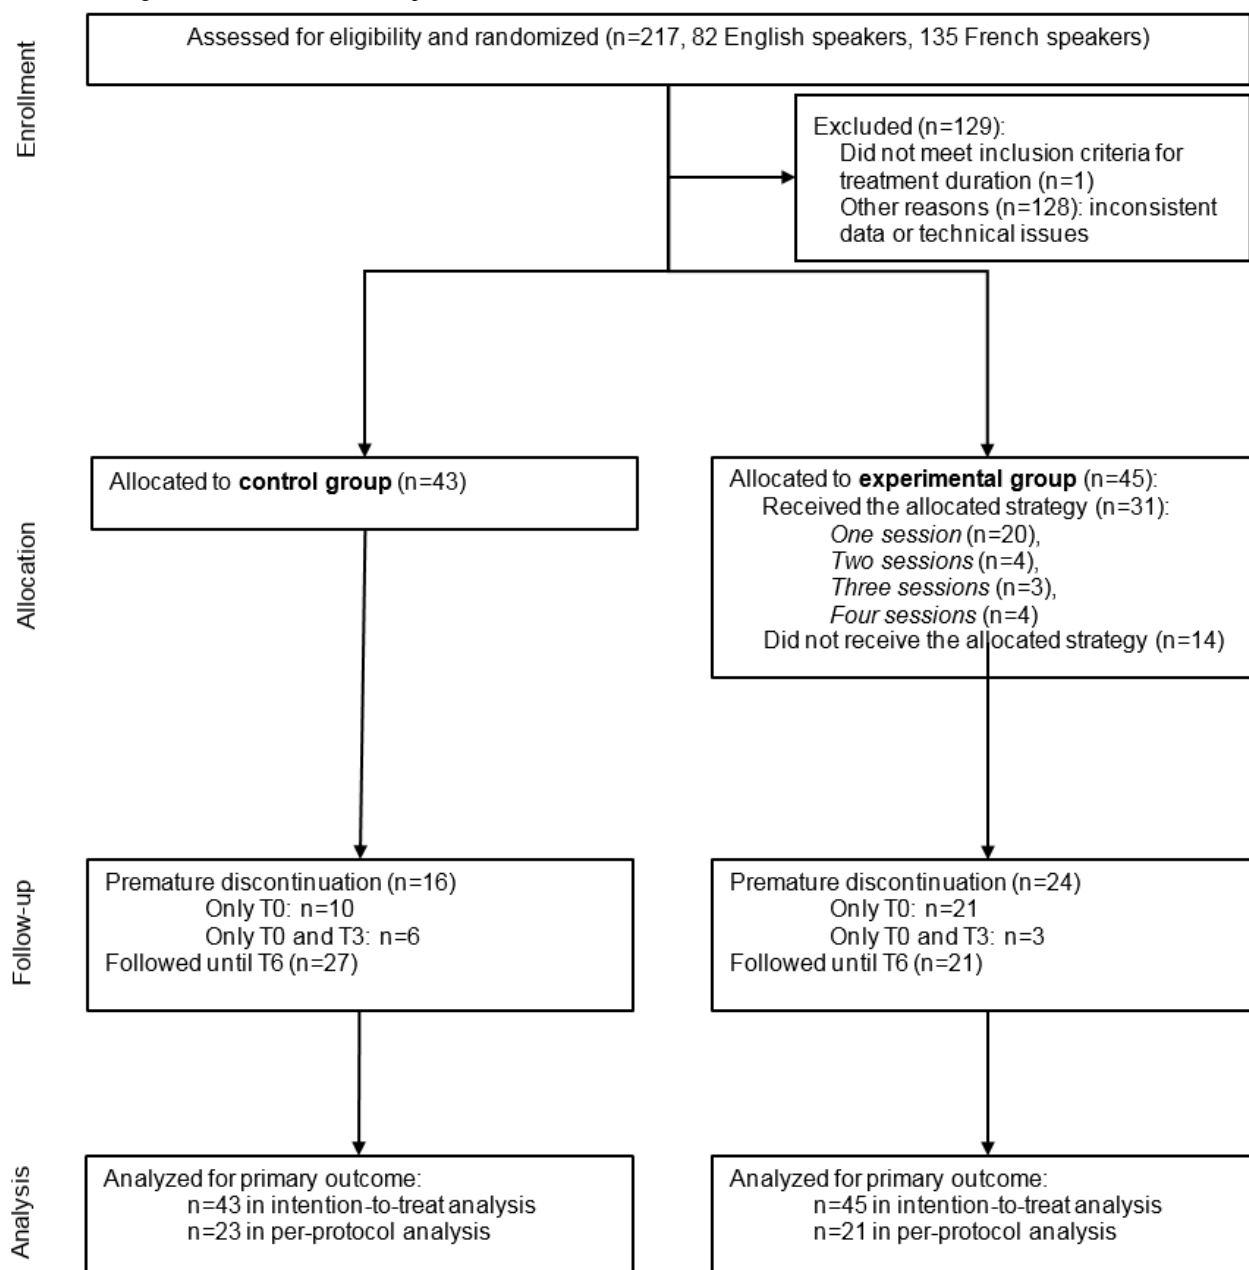 Enrollment
Assessed for eligibility and randomized (n=217, 82 English speakers, 135 French speakers)
Excluded (n=129):
Did not meet inclusion criteria for
treatment duration (n=1)
Other reasons (n=128): inconsistent
data or technical issues
Allocation
Allocated to control group (n=43)
Allocated to experimental group (n=45):
Received the allocated strategy (n=31):
One session (n=20),
Two sessions (n=4),
Three sessions (n=3),
Four sessions (n=4)
Did not receive the allocated strategy (n=14)
Follow-up
Premature discontinuation (n=16)
Only T0: n=10
Only T0 and T3: n=6
Followed until T6 (n=27)
Premature discontinuation (n=24)
Only T0: n=21
Only T0 and T3: n=3
Followed until T6 (n=21)
Analysis
Analyzed for primary outcome:
n=43 in intention-to-treat analysis
n=23 in per-protocol analysis
Analyzed for primary outcome:
n=45 in intention-to-treat analysis
n=21 in per-protocol analysis